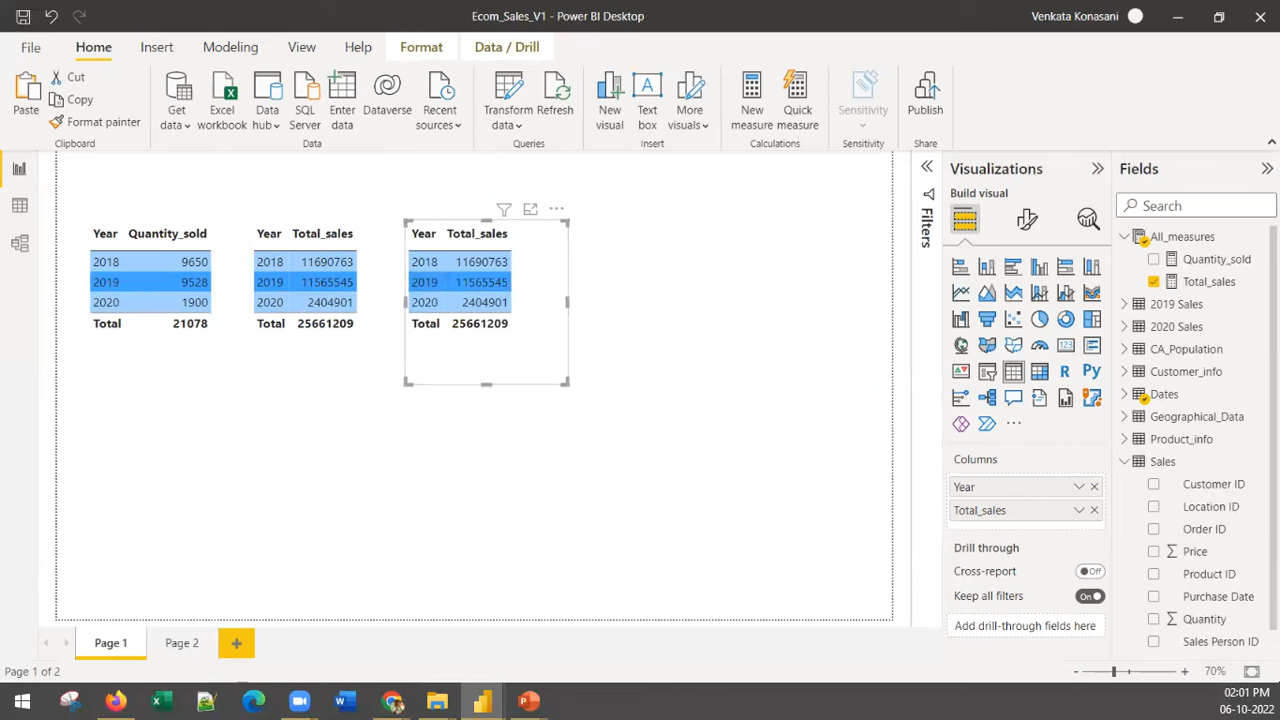 Ecom_Sales_V1 - Power BI Desktop
Venkata Konasani
File
Home
Insert
Modeling
View
Help
Format
Data / Drill
Paste
Cut
Copy
Format painter
Get data
Excel workbook
Data hub
SQL Server
Enter data
Dataverse
Recent sources
Transform data
Refresh
New visual
Text box
More visuals
New measure
Quick measure
Sensitivity
Publish
Clipboard
Data
Queries
Insert
Calculations
Sensitivity
Share
Year Quantity_sold
2018 9650
2019 9528
2020 1900
Total 21078
Year Total_sales
2018 11690763
2019 11565545
2020 2404901
Total 25661209
Year Total_sales
2018 11690763
2019 11565545
2020 2404901
Total 25661209
Filters
Visualizations
Build visual
R
Py
123
Columns
Year
Total_sales
Drill through
Cross-report
Off
Keep all filters
On
Add drill-through fields here
Fields
Search
All_measures
Quantity_sold
Total_sales
2019 Sales
2020 Sales
CA_Population
Customer_info
Dates
Geographical_Data
Product_info
Sales
Customer ID
Location ID
Order ID
Price
Product ID
Purchase Date
Quantity
Sales Person ID
Page 1
Page 2
Page 1 of 2
70%
02:01 PM
06-10-2022